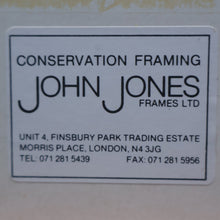 CONSERVATION FRAMING
JOHN JONES
FRAMES LTD
UNIT 4, FINSBURY PARK TRADING ESTATE
MORRIS PLACE, LONDON, N4 3JG
TEL: 071 281 5439 FAX: 071 281 5956